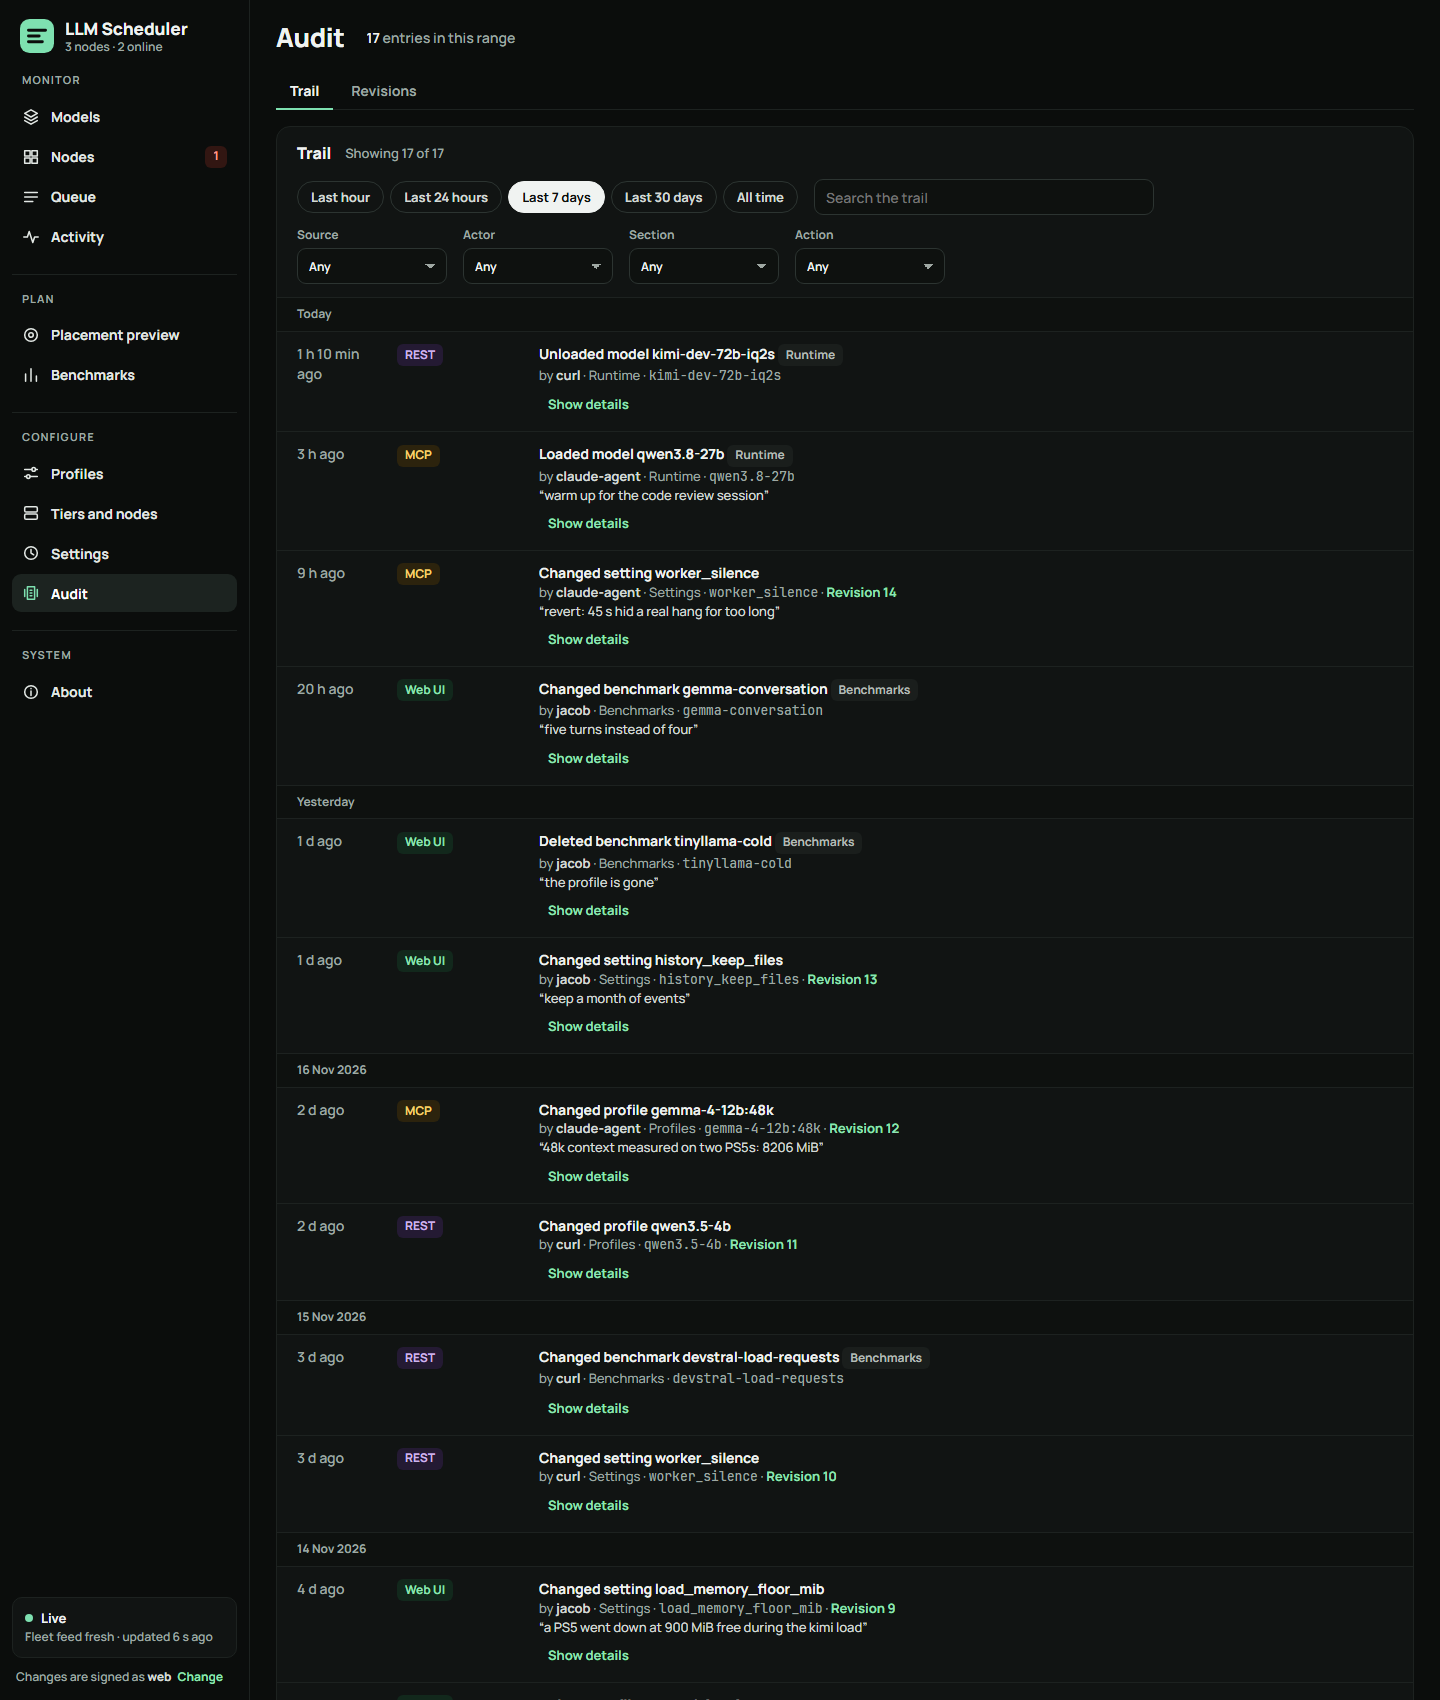 LLM Scheduler
3 nodes · 2 online
MONITOR
Models
Nodes
1
Queue
Activity
PLAN
Placement preview
Benchmarks
CONFIGURE
Profiles
Tiers and nodes
Settings
Audit
SYSTEM
About
Live
Fleet feed fresh · updated 6 s ago
Changes are signed as web Change
Audit
17 entries in this range
Trail
Revisions
Trail
Showing 17 of 17
Last hour
Last 24 hours
Last 7 days
Last 30 days
All time
Search the trail
Source
Actor
Section
Action
Any
Any
Any
Any
Today
1 h 10 min
ago
REST
Unloaded model kimi-dev-72b-iq2s Runtime
by curl · Runtime · kimi-dev-72b-iq2s
Show details
3 h ago
MCP
Loaded model qwen3.8-27b Runtime
by claude-agent · Runtime · qwen3.8-27b
“warm up for the code review session”
Show details
9 h ago
MCP
Changed setting worker_silence
by claude-agent · Settings · worker_silence · Revision 14
“revert: 45 s hid a real hang for too long”
Show details
20 h ago
Web UI
Changed benchmark gemma-conversation Benchmarks
by jacob · Benchmarks · gemma-conversation
“five turns instead of four”
Show details
Yesterday
1 d ago
Web UI
Deleted benchmark tinyllama-cold Benchmarks
by jacob · Benchmarks · tinyllama-cold
“the profile is gone”
Show details
1 d ago
Web UI
Changed setting history_keep_files
by jacob · Settings · history_keep_files · Revision 13
“keep a month of events”
Show details
16 Nov 2026
2 d ago
MCP
Changed profile gemma-4-12b:48k
by claude-agent · Profiles · gemma-4-12b:48k · Revision 12
“48k context measured on two PS5s: 8206 MiB”
Show details
2 d ago
REST
Changed profile qwen3.5-4b
by curl · Profiles · qwen3.5-4b · Revision 11
Show details
15 Nov 2026
3 d ago
REST
Changed benchmark devstral-load-requests Benchmarks
by curl · Benchmarks · devstral-load-requests
Show details
3 d ago
REST
Changed setting worker_silence
by curl · Settings · worker_silence · Revision 10
Show details
14 Nov 2026
4 d ago
Web UI
Changed setting load_memory_floor_mib
by jacob · Settings · load_memory_floor_mib · Revision 9
“a PS5 went down at 900 MiB free during the kimi load”
Show details